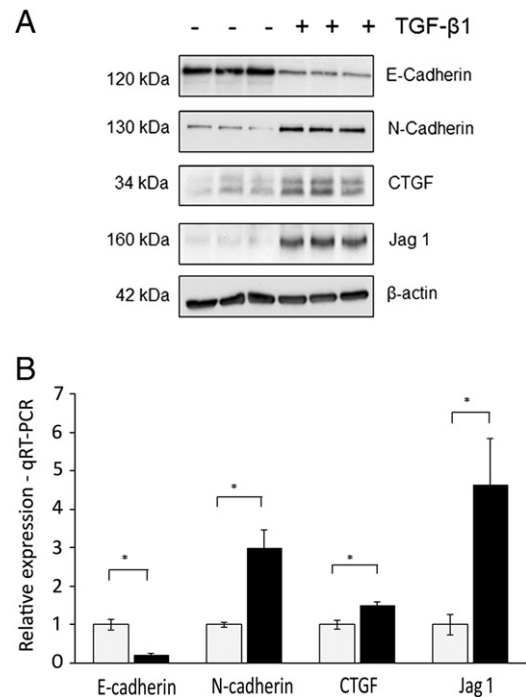 A
- - - + + + TGF-β1
120 kDa E-Cadherin
130 kDa N-Cadherin
34 kDa CTGF
160 kDa Jag 1
42 kDa β-actin
B
Relative expression - qRT-PCR
7
6
5
4
3
2
1
0
* * * *
E-cadherin N-cadherin CTGF Jag 1